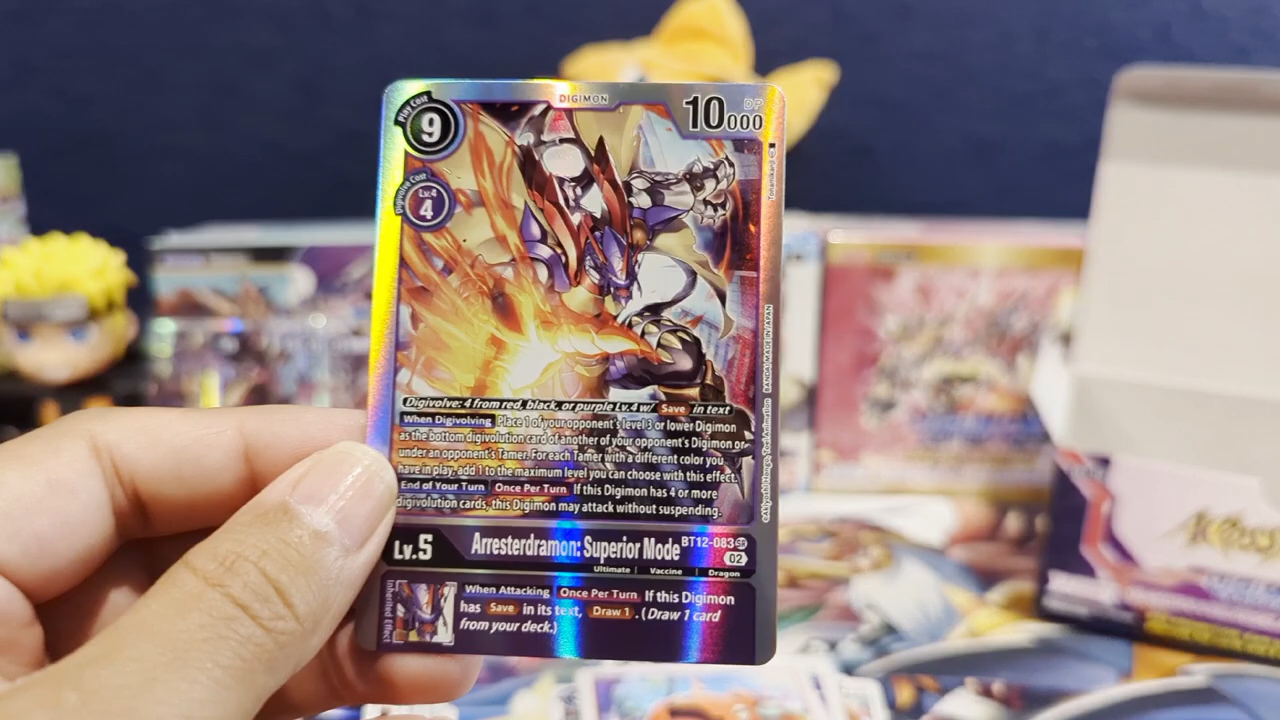 DIGIMON
Play Cost
9
10000
DP
Digivolve Cost
Lv.4
4
Digivolve: 4 from red, black, or purple Lv.4 w/ Save in text
When Digivolving Place 1 of your opponent's level 3 or lower Digimon
as the bottom digivolution card of another of your opponent's Digimon or
under an opponent's Tamer. For each Tamer with a different color you
have in play, add 1 to the maximum level you can choose with this effect.
End of Your Turn Once Per Turn If this Digimon has 4 or more
digivolution cards, this Digimon may attack without suspending.
Lv.5
Arresterdramon: Superior Mode
BT12-083 SR
02
Ultimate | Vaccine | Dragon
Inherited Effect
When Attacking Once Per Turn If this Digimon
has Save in its text, Draw 1. (Draw 1 card
from your deck.)
©Akiyoshi Hongo, Toei Animation BANDAI MADE IN JAPAN